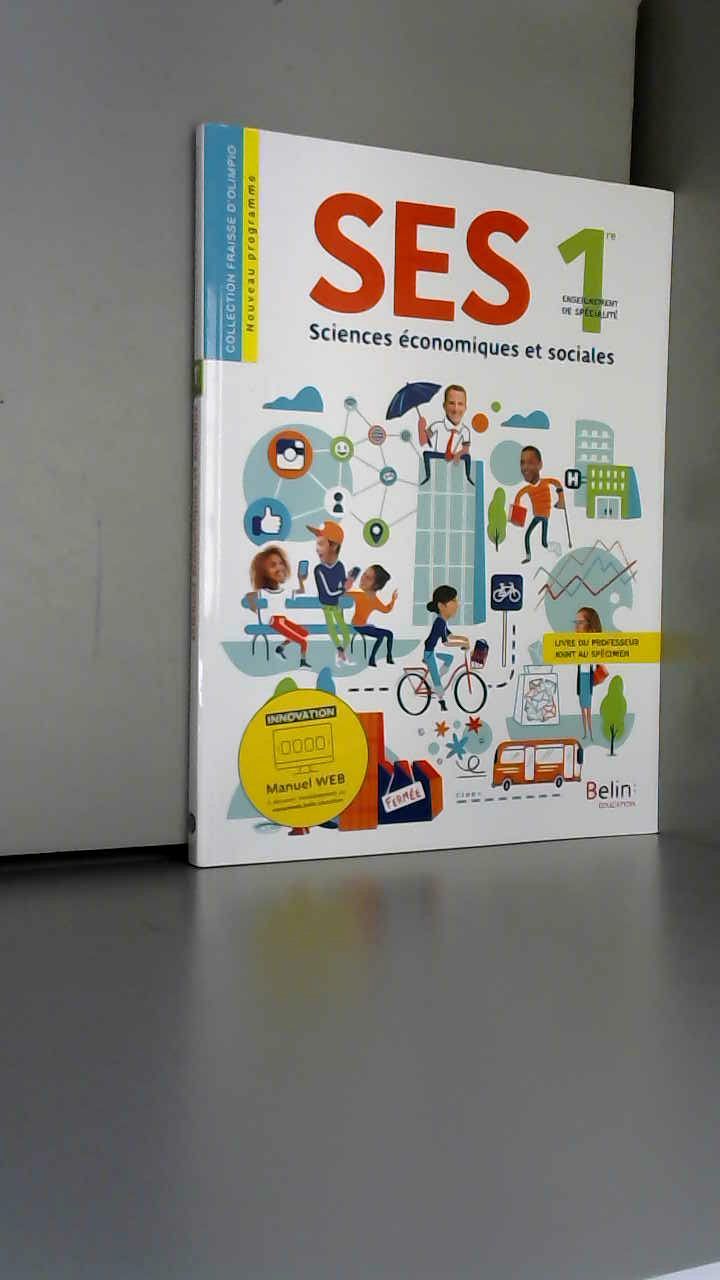 COLLECTION FRAISSE D'OLIMPIO
Nouveau programme
SES 1re
ENSEIGNEMENT
DE SPÉCIALITÉ
Sciences économiques et sociales
H
LIVRE DU PROFESSEUR
JOINT AU SPÉCIMEN
INNOVATION
Manuel WEB
FERMÉE
Belin:
ÉDUCATION